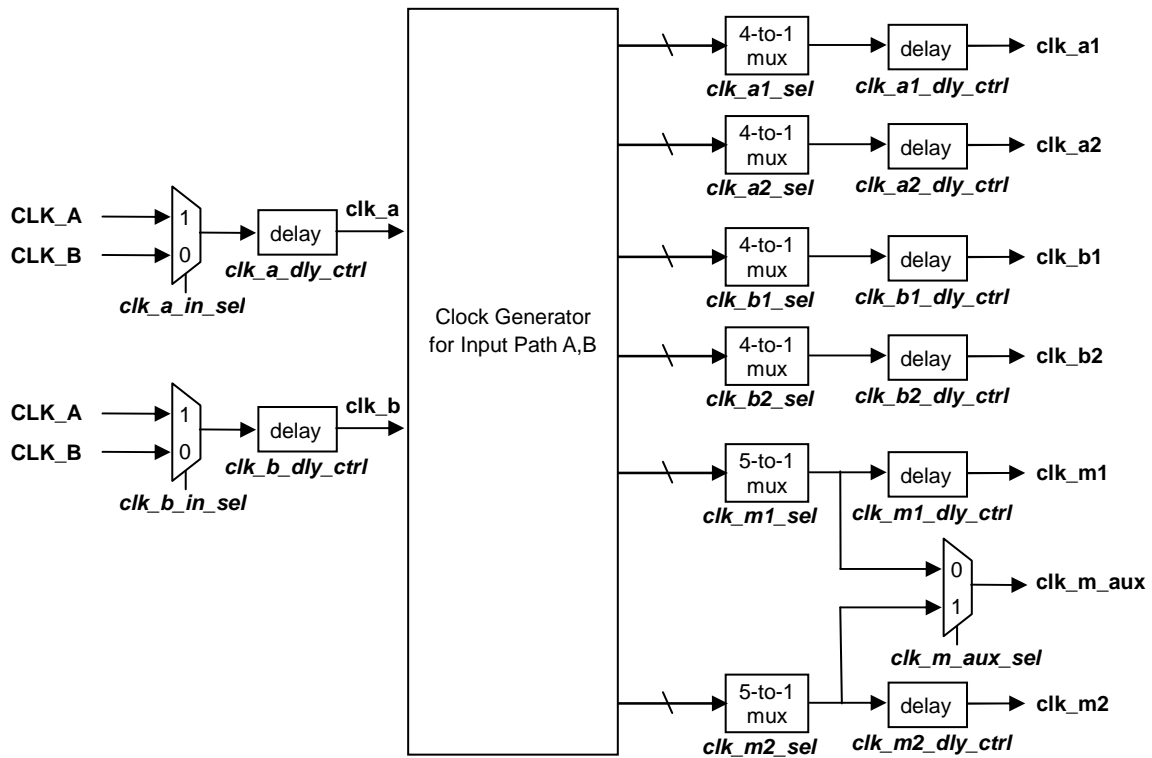 CLK_A
CLK_B
1
0
clk_a_in_sel
delay
clk_a_dly_ctrl
clk_a
CLK_A
CLK_B
1
0
clk_b_in_sel
delay
clk_b_dly_ctrl
clk_b
Clock Generator
for Input Path A,B
4-to-1
mux
clk_a1_sel
delay
clk_a1_dly_ctrl
clk_a1
4-to-1
mux
clk_a2_sel
delay
clk_a2_dly_ctrl
clk_a2
4-to-1
mux
clk_b1_sel
delay
clk_b1_dly_ctrl
clk_b1
4-to-1
mux
clk_b2_sel
delay
clk_b2_dly_ctrl
clk_b2
5-to-1
mux
clk_m1_sel
delay
clk_m1_dly_ctrl
clk_m1
0
1
clk_m_aux_sel
clk_m_aux
5-to-1
mux
clk_m2_sel
delay
clk_m2_dly_ctrl
clk_m2